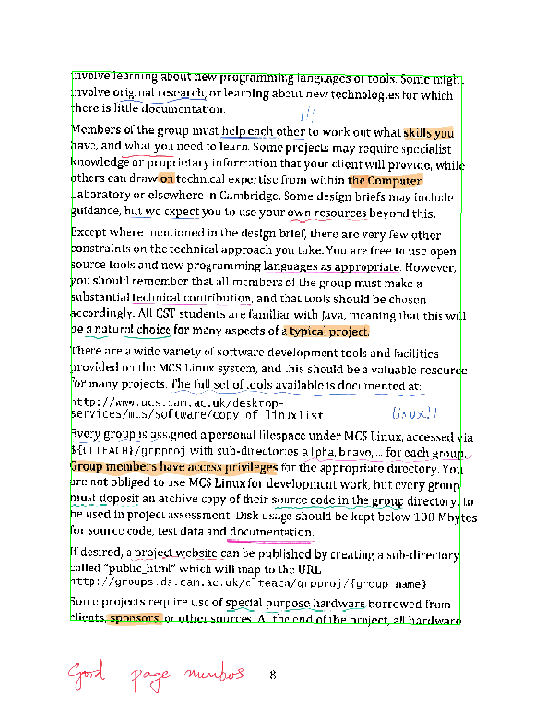 involve learning about new programming languages or tools. Some might
involve original research, or learning about new technologies for which
there is little documentation.
!!
Members of the group must help each other to work out what skills you
have, and what you need to learn. Some projects may require specialist
knowledge or proprietary information that your client will provide, while
others can draw on technical expertise from within the Computer
Laboratory or elsewhere in Cambridge. Some design briefs may include
guidance, but we expect you to use your own resources beyond this.
Except where mentioned in the design brief, there are very few other
constraints on the technical approach you take. You are free to use open
source tools and new programming languages as appropriate. However,
you should remember that all members of the group must make a
substantial technical contribution, and that tools should be chosen
accordingly. All CST students are familiar with Java, meaning that this will
be a natural choice for many aspects of a typical project.
There are a wide variety of software development tools and facilities
provided on the MCS Linux system, and this should be a valuable resource
for many projects. The full set of tools available is documented at:
http://www.ucs.cam.ac.uk/desktop-
services/mcs/software/copy_of_linuxlist
linux!!
Every group is assigned a personal filespace under MCS Linux, accessed via
${CLTEACH}/grpproj with sub-directories alpha, bravo, ... for each group.
Group members have access privileges for the appropriate directory. You
are not obliged to use MCS Linux for development work, but every group
must deposit an archive copy of their source code in the group directory, to
be used in project assessment. Disk usage should be kept below 100 Mbytes
for source code, test data and documentation.
If desired, a project website can be published by creating a sub-directory
called "public_html" which will map to the URL
http://groups.ds.cam.ac.uk/clteach/grpproj/{group name}
Some projects require use of special purpose hardware borrowed from
clients, sponsors or other sources. At the end of the project, all hardware
Good page
8